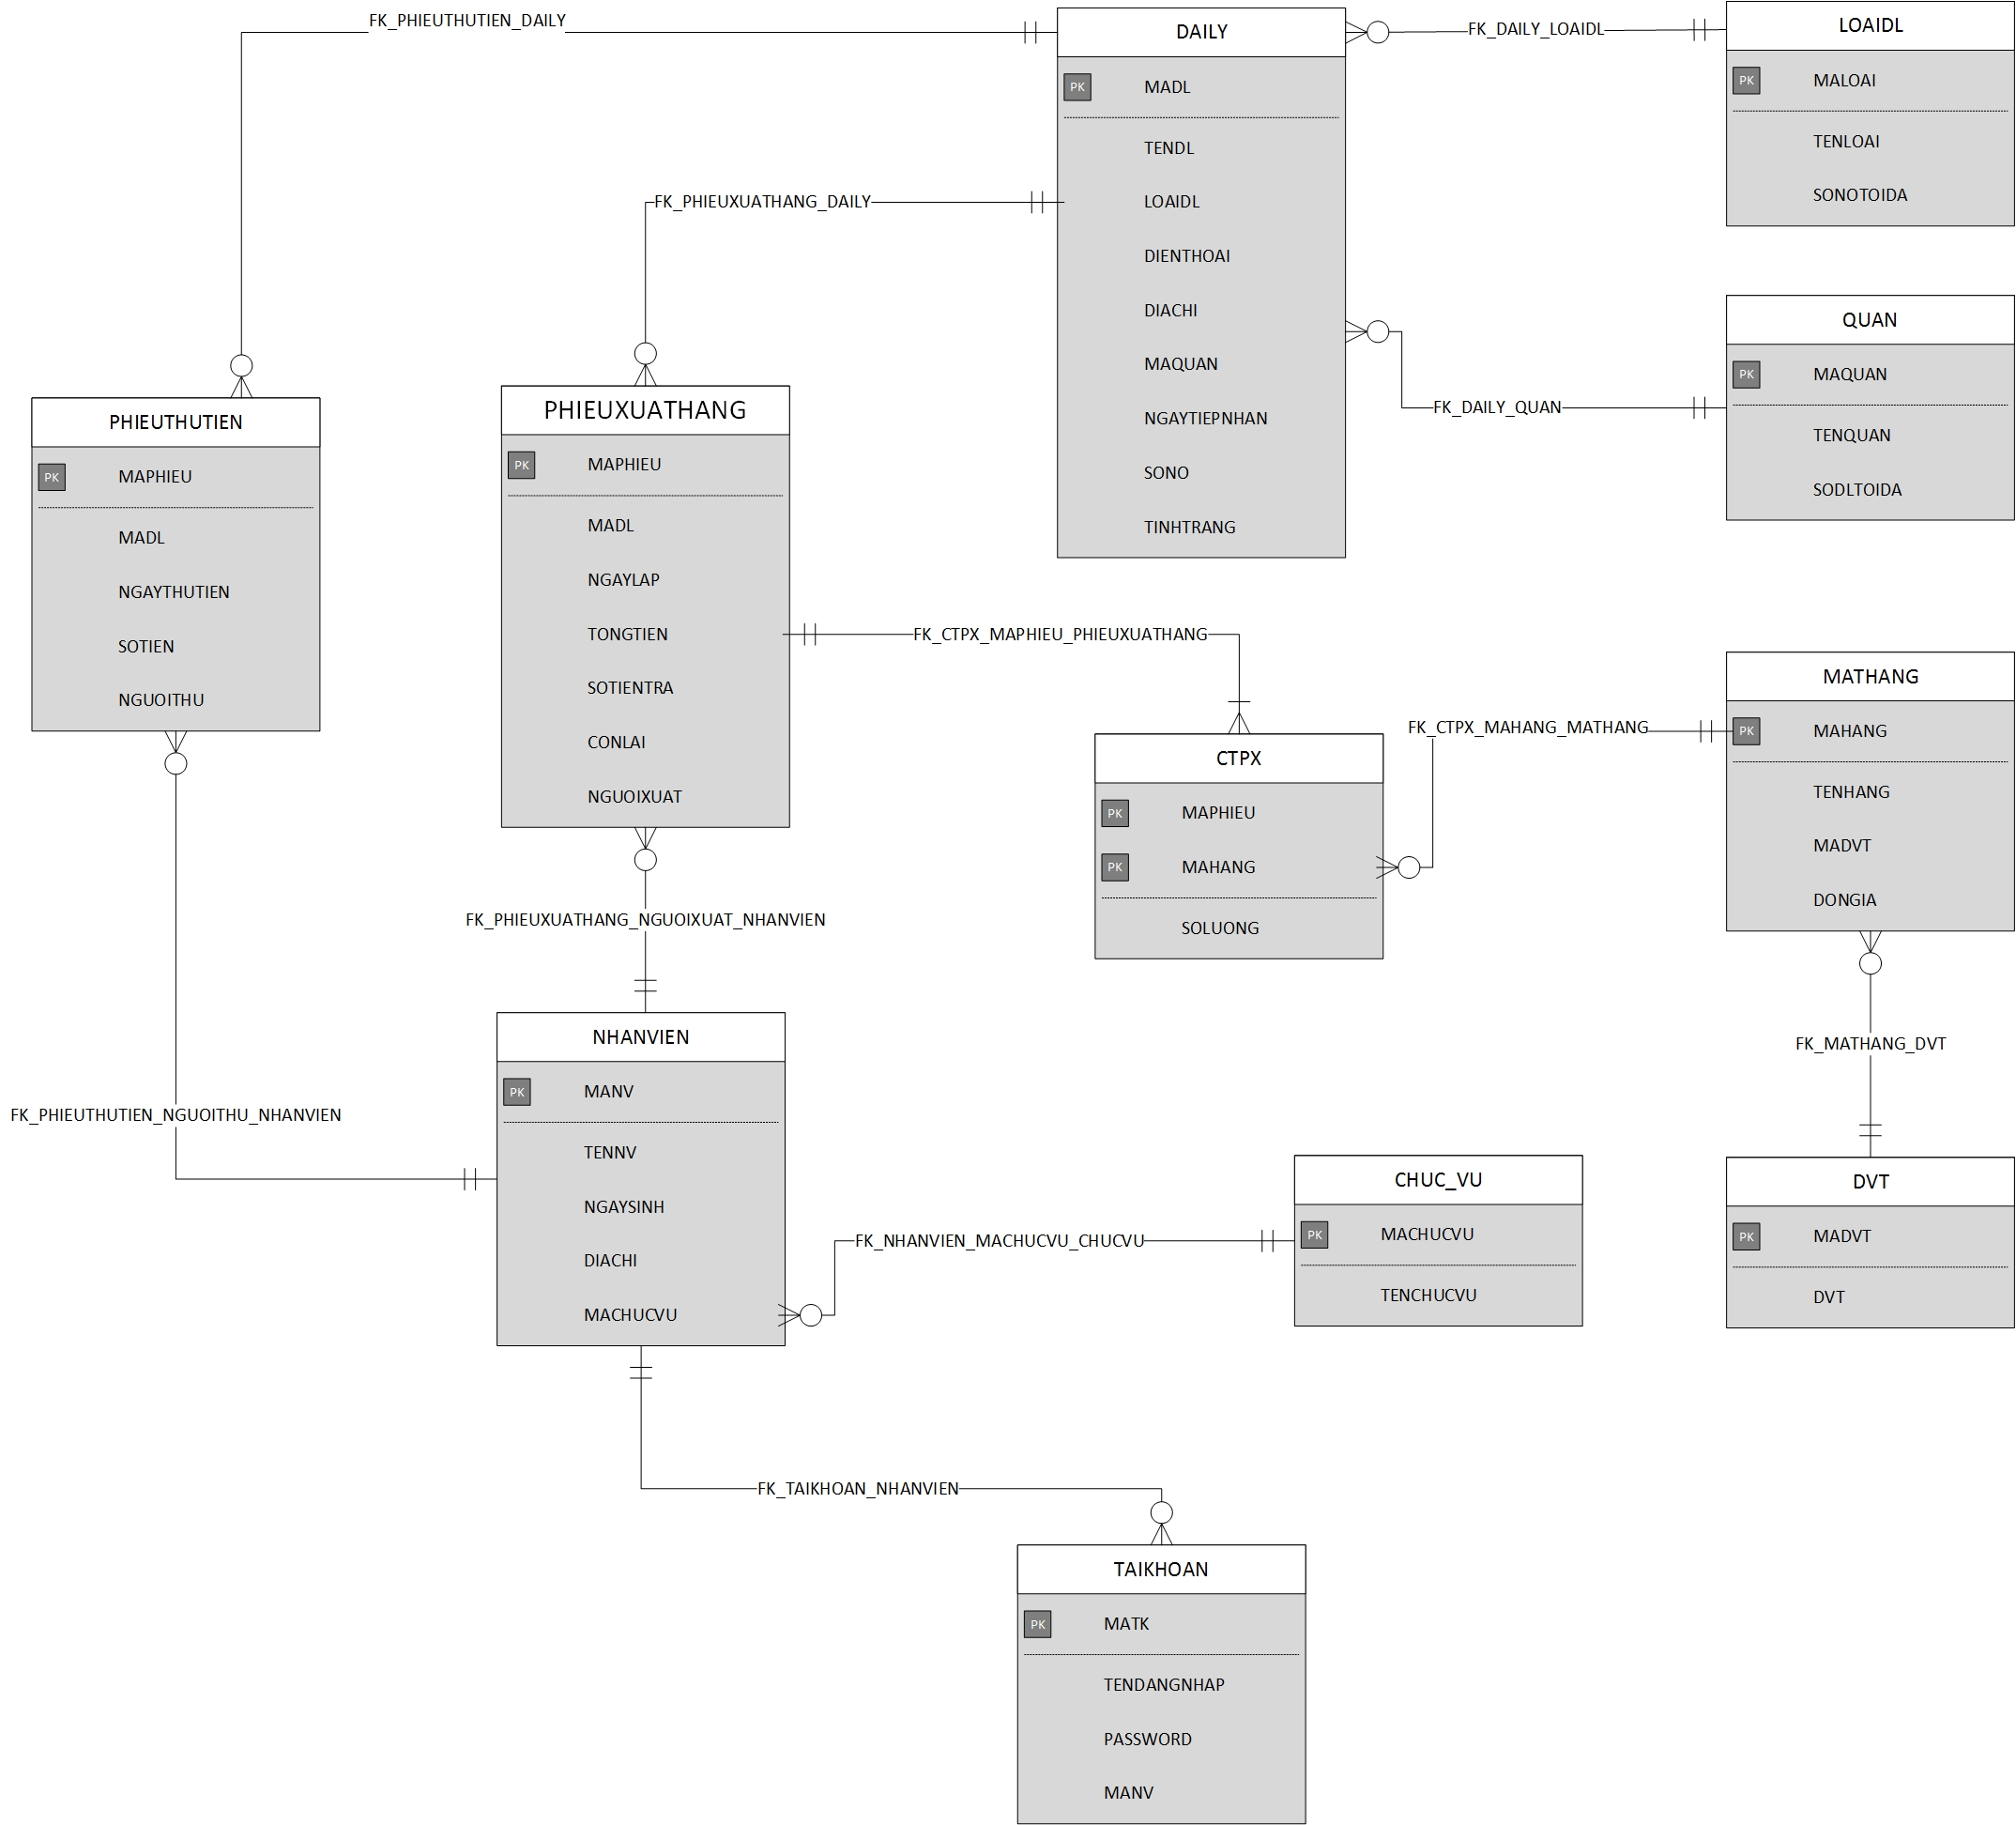 FK_PHIEUTHUTIEN_DAILY
DAILY
PK MADL
TENDL
LOAIDL
DIENTHOAI
DIACHI
MAQUAN
NGAYTIEPNHAN
SONO
TINHTRANG
FK_DAILY_LOAIDL
LOAIDL
PK MALOAI
TENLOAI
SONOTOIDA
FK_PHIEUXUATHANG_DAILY
QUAN
PK MAQUAN
TENQUAN
SODLTOIDA
FK_DAILY_QUAN
PHIEUTHUTIEN
PK MAPHIEU
MADL
NGAYTHUTIEN
SOTIEN
NGUOITHU
PHIEUXUATHANG
PK MAPHIEU
MADL
NGAYLAP
TONGTIEN
SOTIENTRA
CONLAI
NGUOIXUAT
FK_CTPX_MAPHIEU_PHIEUXUATHANG
CTPX
PK MAPHIEU
PK MAHANG
SOLUONG
FK_CTPX_MAHANG_MATHANG
MATHANG
PK MAHANG
TENHANG
MADVT
DONGIA
FK_PHIEUXUATHANG_NGUOIXUAT_NHANVIEN
FK_MATHANG_DVT
NHANVIEN
PK MANV
TENNV
NGAYSINH
DIACHI
MACHUCVU
FK_PHIEUTHUTIEN_NGUOITHU_NHANVIEN
FK_NHANVIEN_MACHUCVU_CHUCVU
CHUC_VU
PK MACHUCVU
TENCHUCVU
DVT
PK MADVT
DVT
FK_TAIKHOAN_NHANVIEN
TAIKHOAN
PK MATK
TENDANGNHAP
PASSWORD
MANV